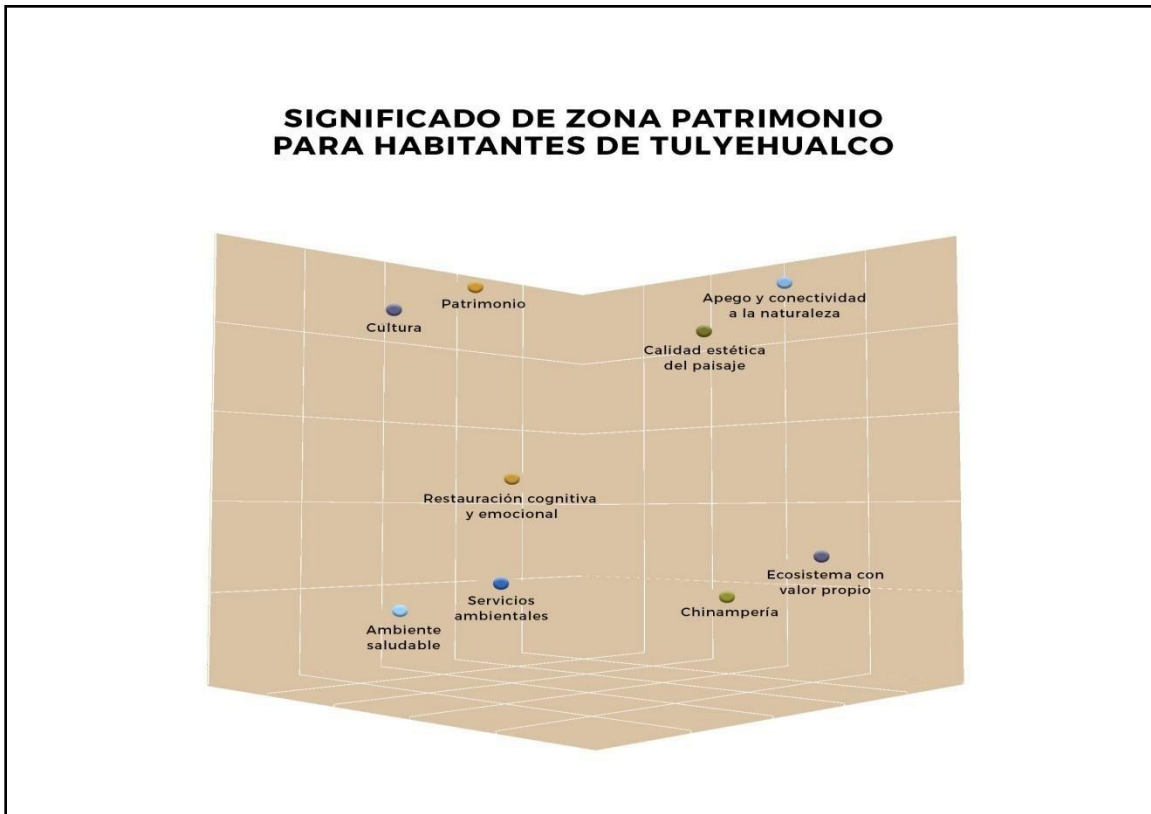 SIGNIFICADO DE ZONA PATRIMONIO
PARA HABITANTES DE TULYEHUALCO
Patrimonio
Cultura
Apego y conectividad
a la naturaleza
Calidad estética
del paisaje
Restauración cognitiva
y emocional
Ecosistema con
valor propio
Servicios
ambientales
Chinampería
Ambiente
saludable